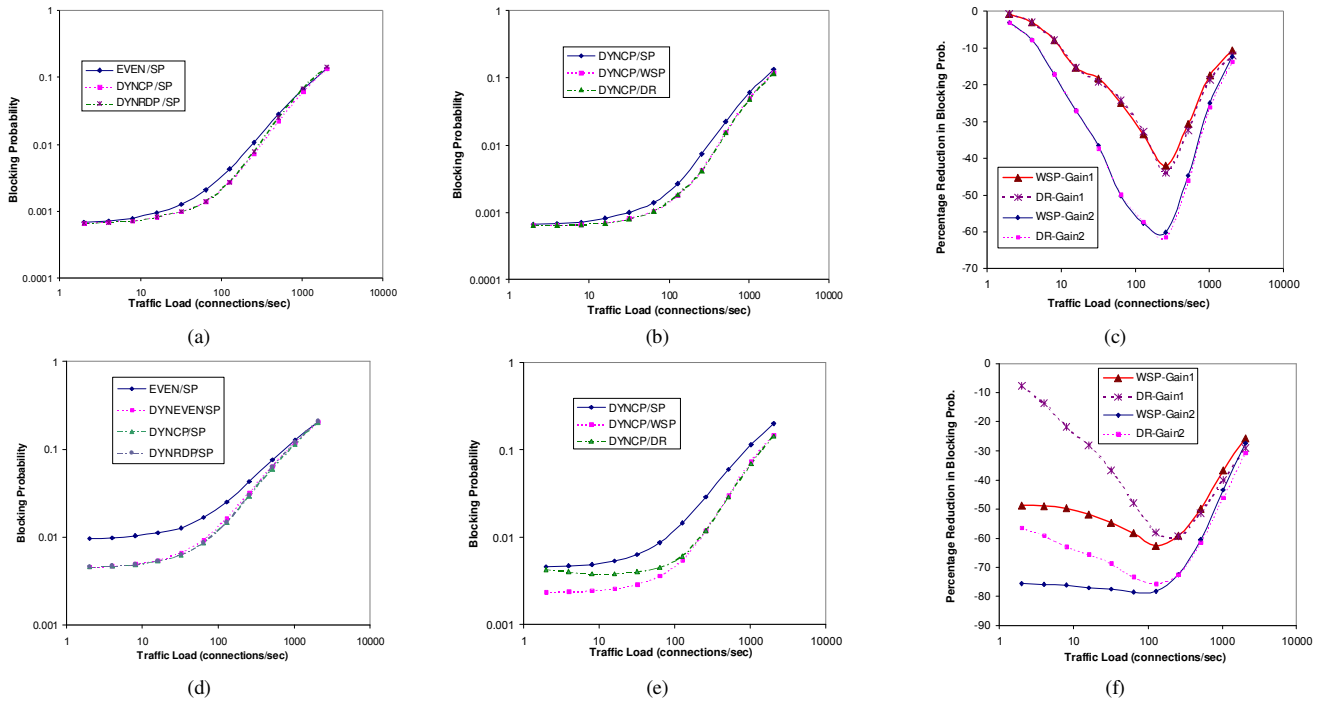 1
0.1
0.01
0.001
0.0001
Blocking Probability
EVEN/SP
DYNCP/SP
DYNRDP/SP
1 10 100 1000 10000
Traffic Load (connections/sec)
(a)
1
0.1
0.01
0.001
0.0001
Blocking Probability
DYNCP/SP
DYNCP/WSP
DYNCP/DR
1 10 100 1000 10000
Traffic Load (connections/sec)
(b)
0
-10
-20
-30
-40
-50
-60
-70
Percentage Reduction in Blocking Prob.
WSP-Gain1
DR-Gain1
WSP-Gain2
DR-Gain2
1 10 100 1000 10000
Traffic Load (connections/sec)
(c)
1
0.1
0.01
0.001
Blocking Probability
EVEN/SP
DYNEVEN/SP
DYNCP/SP
DYNRDP/SP
1 10 100 1000 10000
Traffic Load (connections/sec)
(d)
1
0.1
0.01
0.001
Blocking Probability
DYNCP/SP
DYNCP/WSP
DYNCP/DR
1 10 100 1000 10000
Traffic Load (connections/sec)
(e)
0
-10
-20
-30
-40
-50
-60
-70
-80
-90
Percentage Reduction in Blocking Prob.
WSP-Gain1
DR-Gain1
WSP-Gain2
DR-Gain2
1 10 100 1000 10000
Traffic Load (connections/sec)
(f)